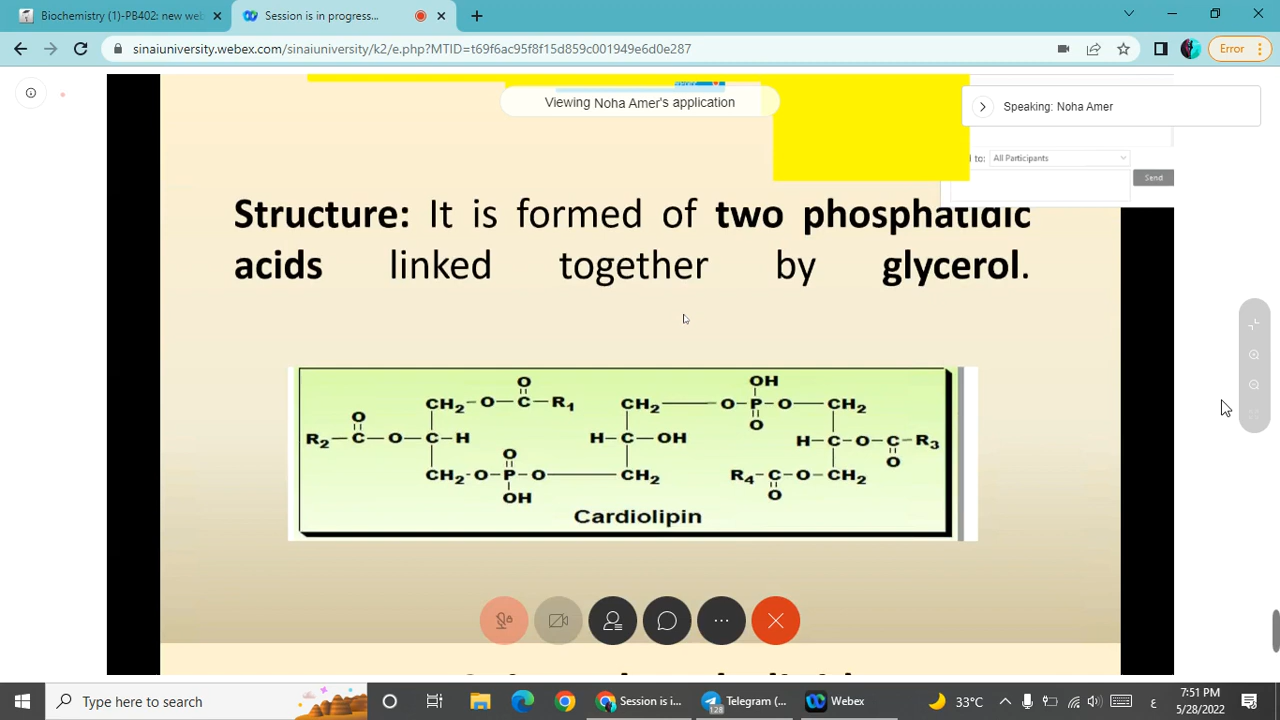 Biochemistry (1)-PB402: new web
Session is in progress...
sinaiuniversity.webex.com/sinaiuniversity/k2/e.php?MTID=t69f6ac95f8f15d859c001949e6d0e287
Error
Viewing Noha Amer's application
Speaking: Noha Amer
to: All Participants
Send
Structure: It is formed of two phosphatidic
acids linked together by glycerol.
O OH
CH2-O-C-R1 CH2——O-P-O—CH2
O O
R2-C-O-C-H H-C-OH H-C-O-C-R3
O O
CH2-O-P-O——CH2 R4-C-O-CH2
OH O
Cardiolipin
Type here to search
Session is i...
Telegram (...
128
Webex
33°C
ع
7:51 PM
5/28/2022